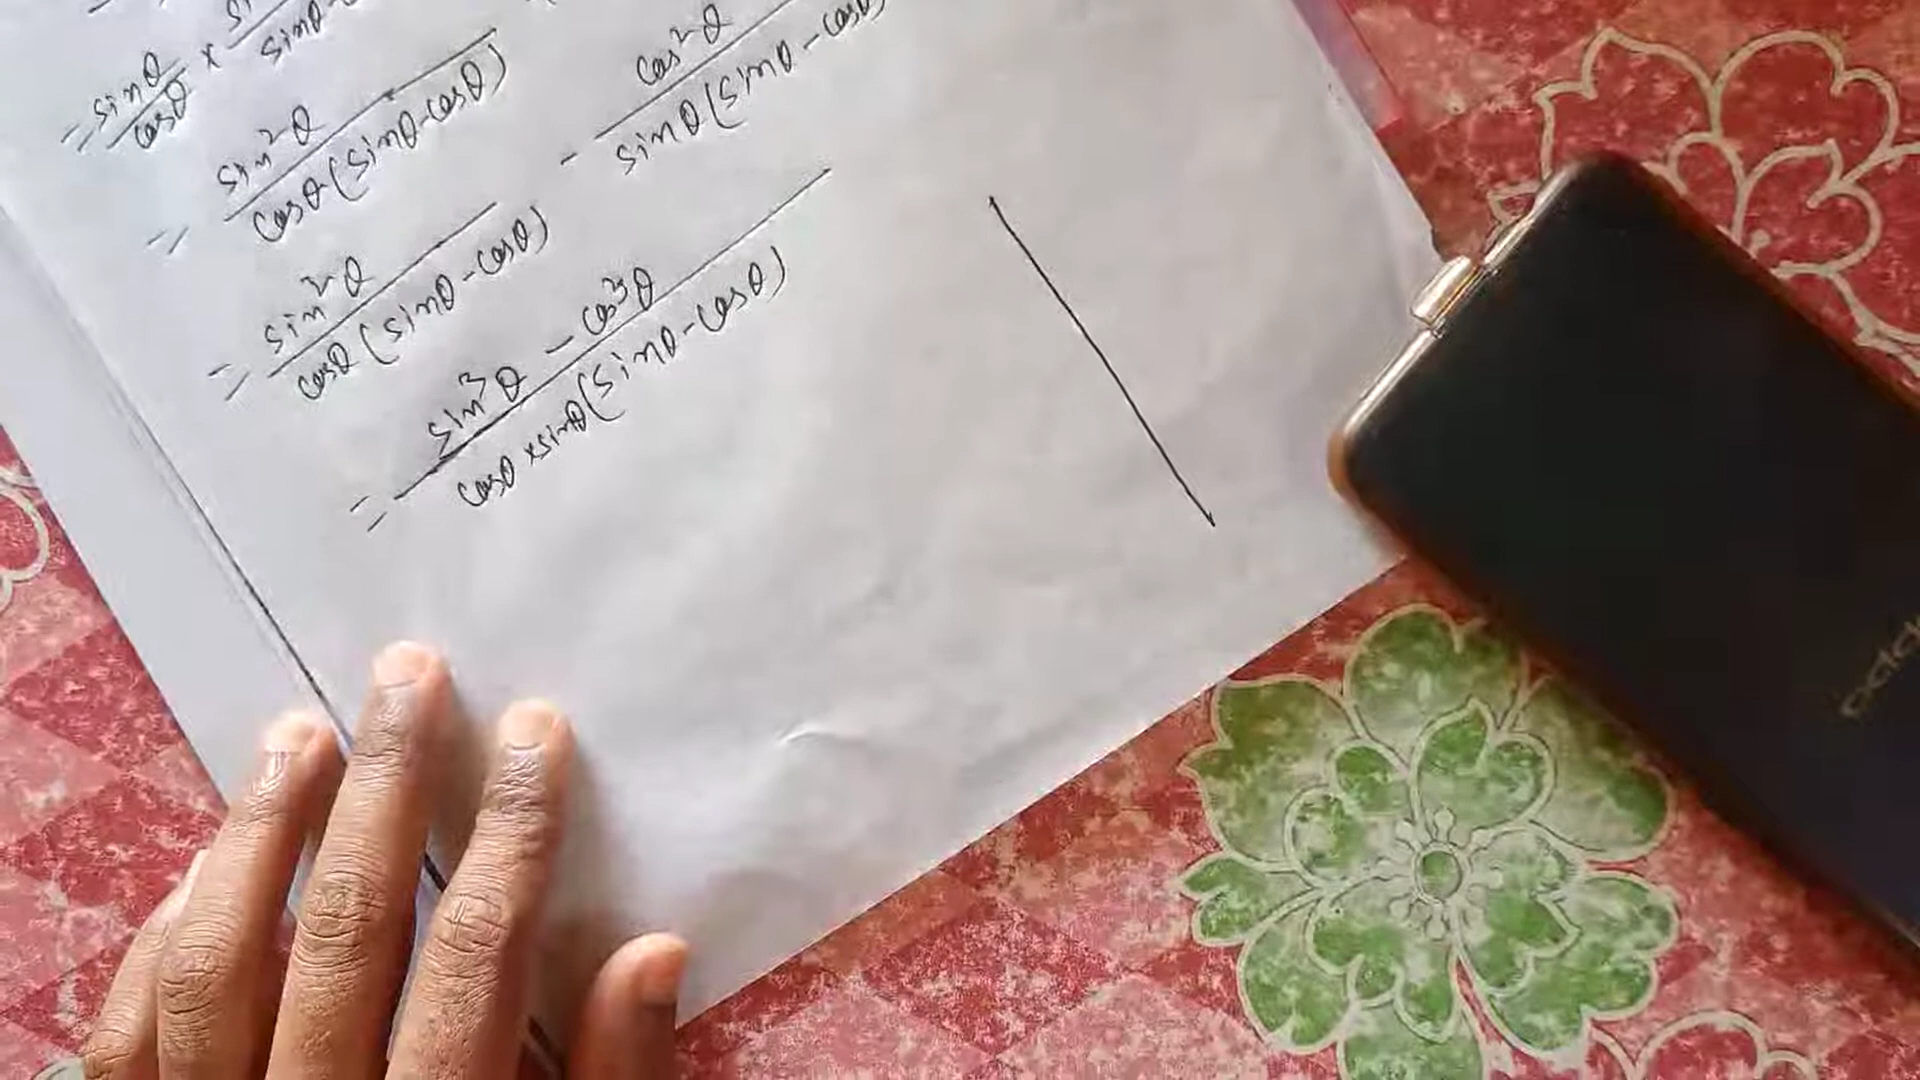 = sinθ/cosθ × / sinθ-
= sin²θ/cosθ(sinθ-cosθ)
= sin²θ/cosθ(sinθ-cosθ) - cos²θ/sinθ(sinθ-cosθ)
= sin³θ - cos³θ/cosθ×sinθ(sinθ-cosθ)